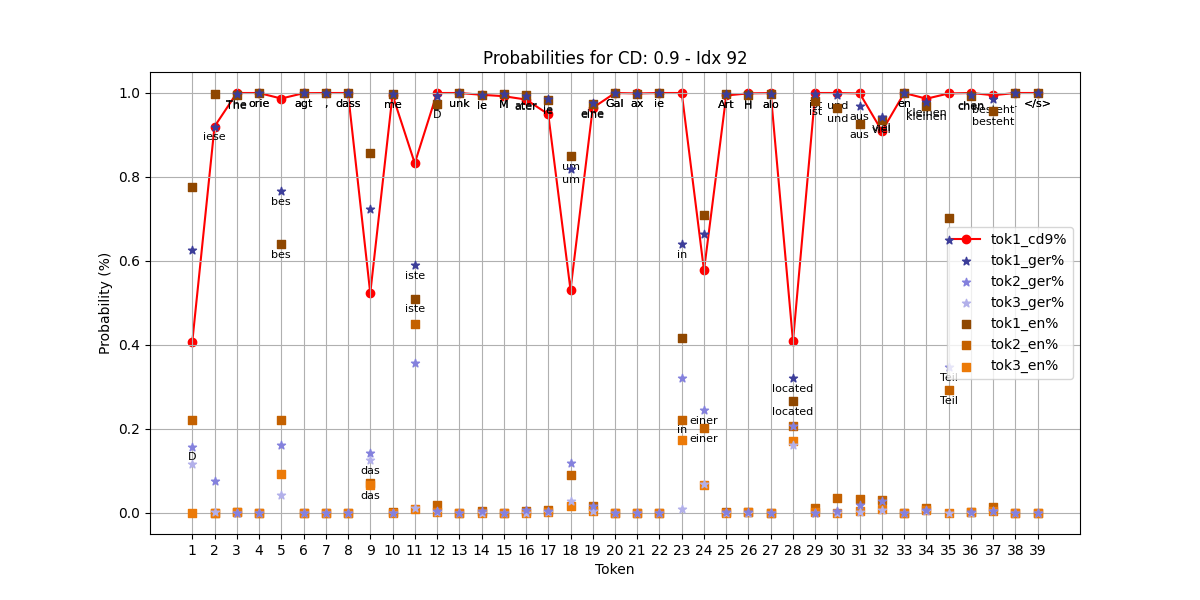 Probabilities for CD: 0.9 - Idx 92
Probability (%)
1.0
0.8
0.6
0.4
0.2
0.0
The orie agt , dass me unk le M ater e eine Gal ax ie Art H alo ist und en kleinen chen besteht </s>
iese D ist und aus aus viel kleinen besteht
um
um
bes
bes
iste
iste
in
in
D
das
das
einer
einer
located
located
Teil
Teil
tok1_cd9%
tok1_ger%
tok2_ger%
tok3_ger%
tok1_en%
tok2_en%
tok3_en%
1 2 3 4 5 6 7 8 9 10 11 12 13 14 15 16 17 18 19 20 21 22 23 24 25 26 27 28 29 30 31 32 33 34 35 36 37 38 39
Token